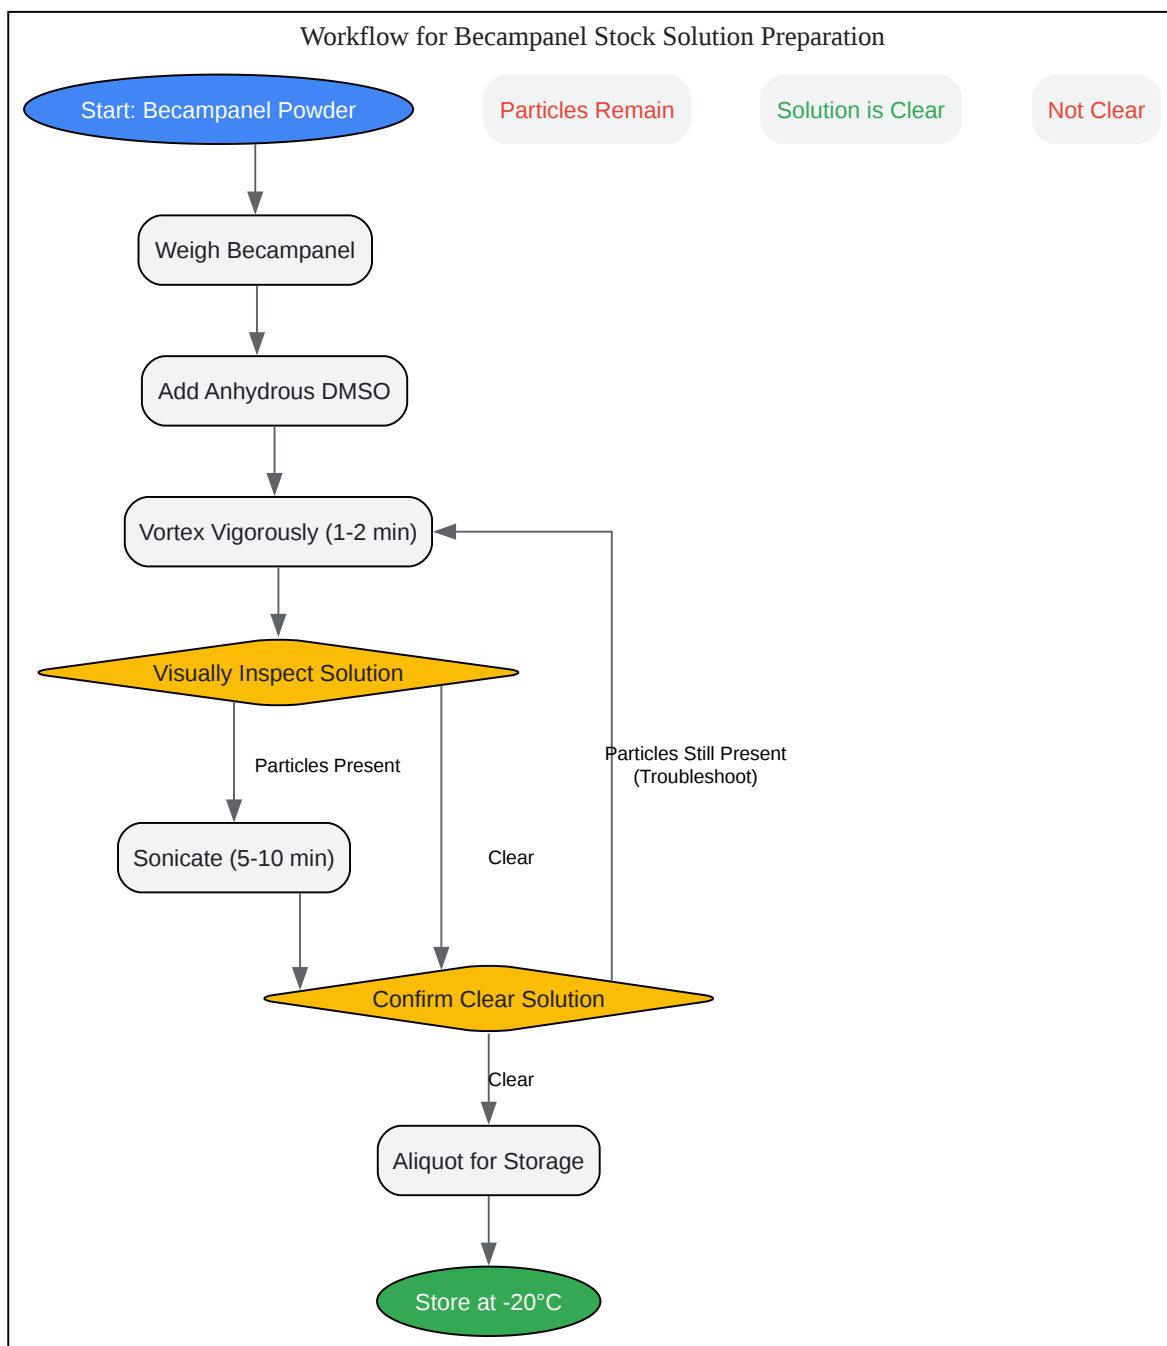 Workflow for Becampanel Stock Solution Preparation
Start: Becampanel Powder
Particles Remain
Solution is Clear
Not Clear
Weigh Becampanel
Add Anhydrous DMSO
Vortex Vigorously (1-2 min)
Visually Inspect Solution
Particles Present
Particles Still Present
(Troubleshoot)
Sonicate (5-10 min)
Clear
Confirm Clear Solution
Clear
Aliquot for Storage
Store at -20°C